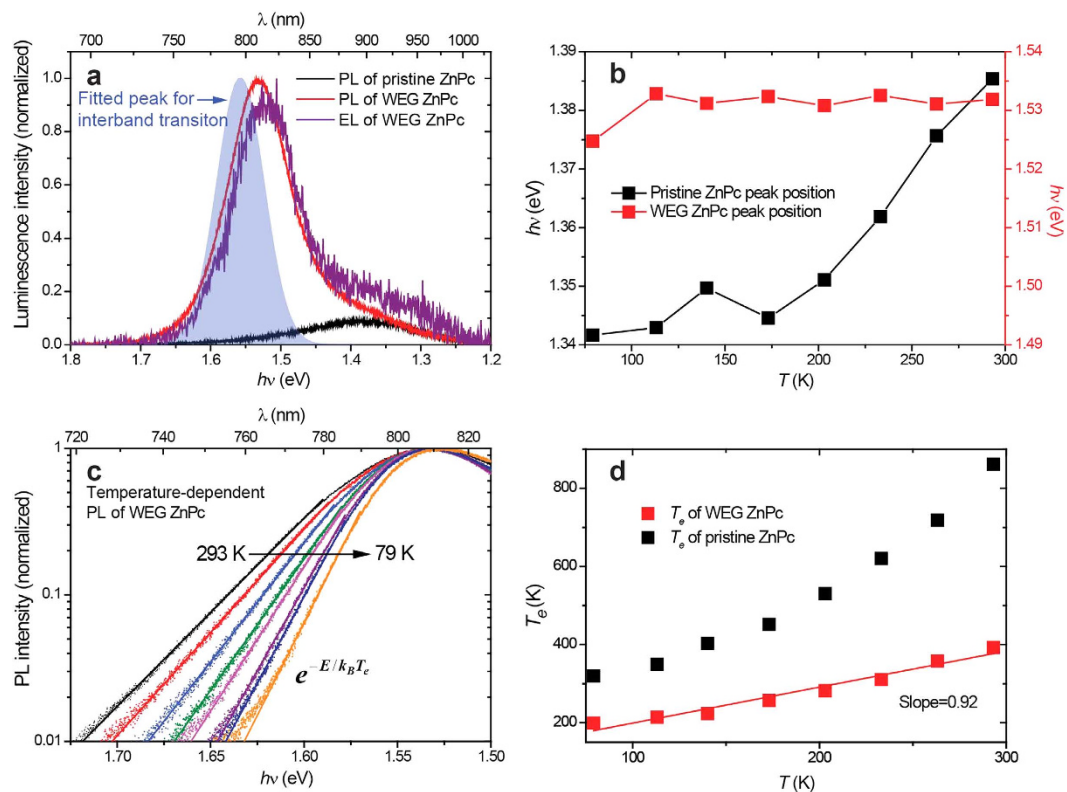 λ (nm)
700 750 800 850 900 950 1000
a
PL of pristine ZnPc
PL of WEG ZnPc
EL of WEG ZnPc
Fitted peak for
interband transiton
Luminescence intensity (normalized)
1.0
0.8
0.6
0.4
0.2
0.0
1.8 1.7 1.6 1.5 1.4 1.3 1.2
hν (eV)
b
hν (eV)
1.39
1.38
1.37
1.36
1.35
1.34
Pristine ZnPc peak position
WEG ZnPc peak position
1.54
1.53
1.52
1.51
1.50
1.49
hν (eV)
100 150 200 250 300
T (K)
λ (nm)
720 740 760 780 800 820
c
Temperature-dependent
PL of WEG ZnPc
293 K 79 K
e^{-E/k_BT_e}
PL intensity (normalized)
1
0.1
0.01
1.70 1.65 1.60 1.55 1.50
hν (eV)
d
T_e of WEG ZnPc
T_e of pristine ZnPc
T_e (K)
800
600
400
200
Slope=0.92
100 150 200 250 300
T (K)